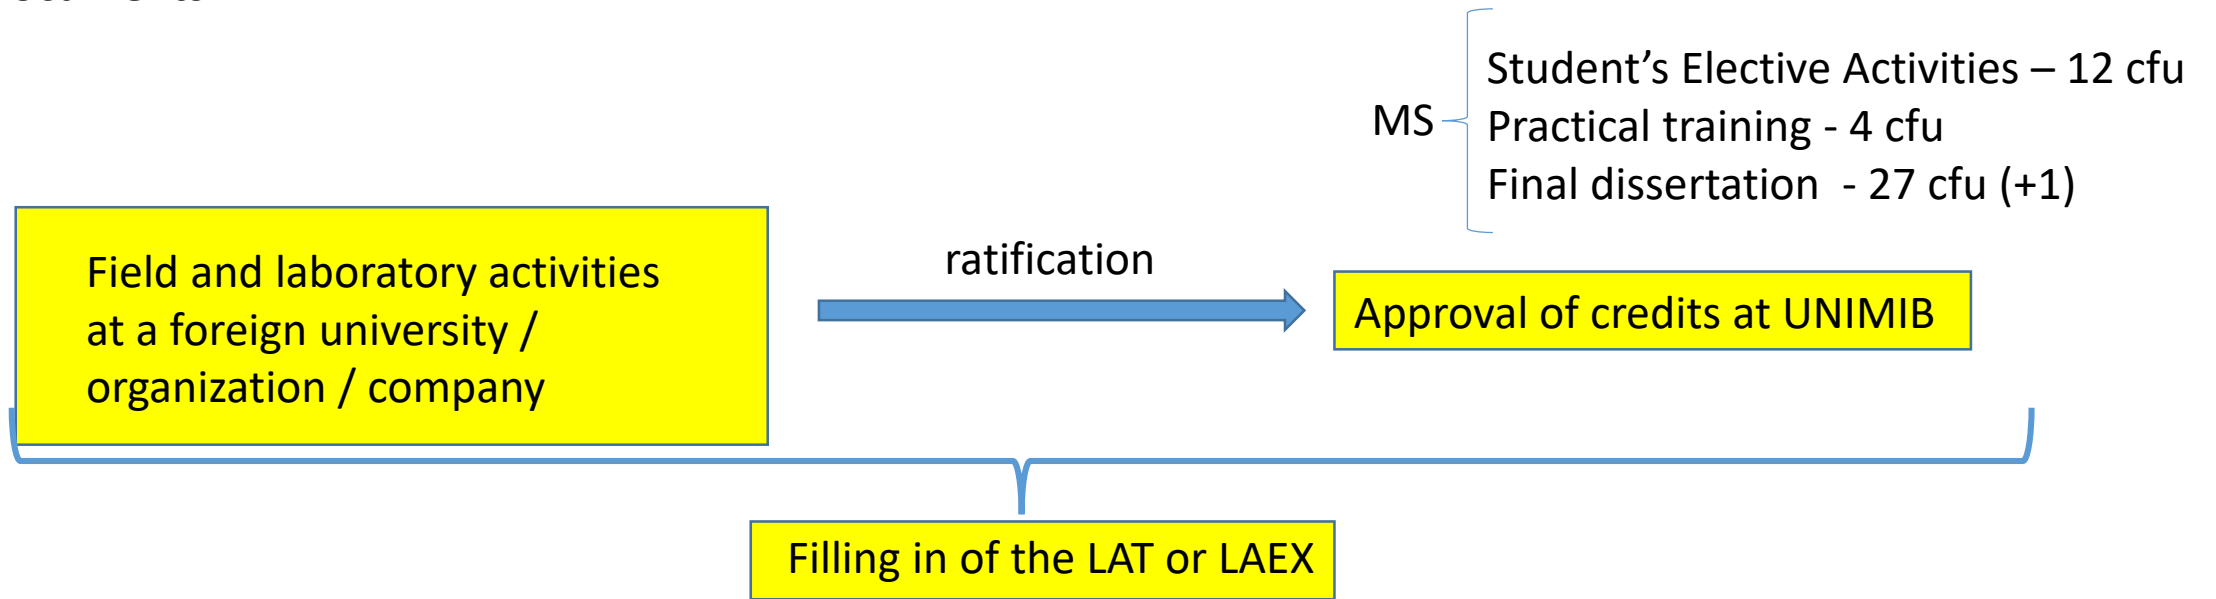 Student’s Elective Activities – 12 cfu
MS
Practical training - 4 cfu
Final dissertation - 27 cfu (+1)
Field and laboratory activities
at a foreign university /
organization / company
ratification
Approval of credits at UNIMIB
Filling in of the LAT or LAEX